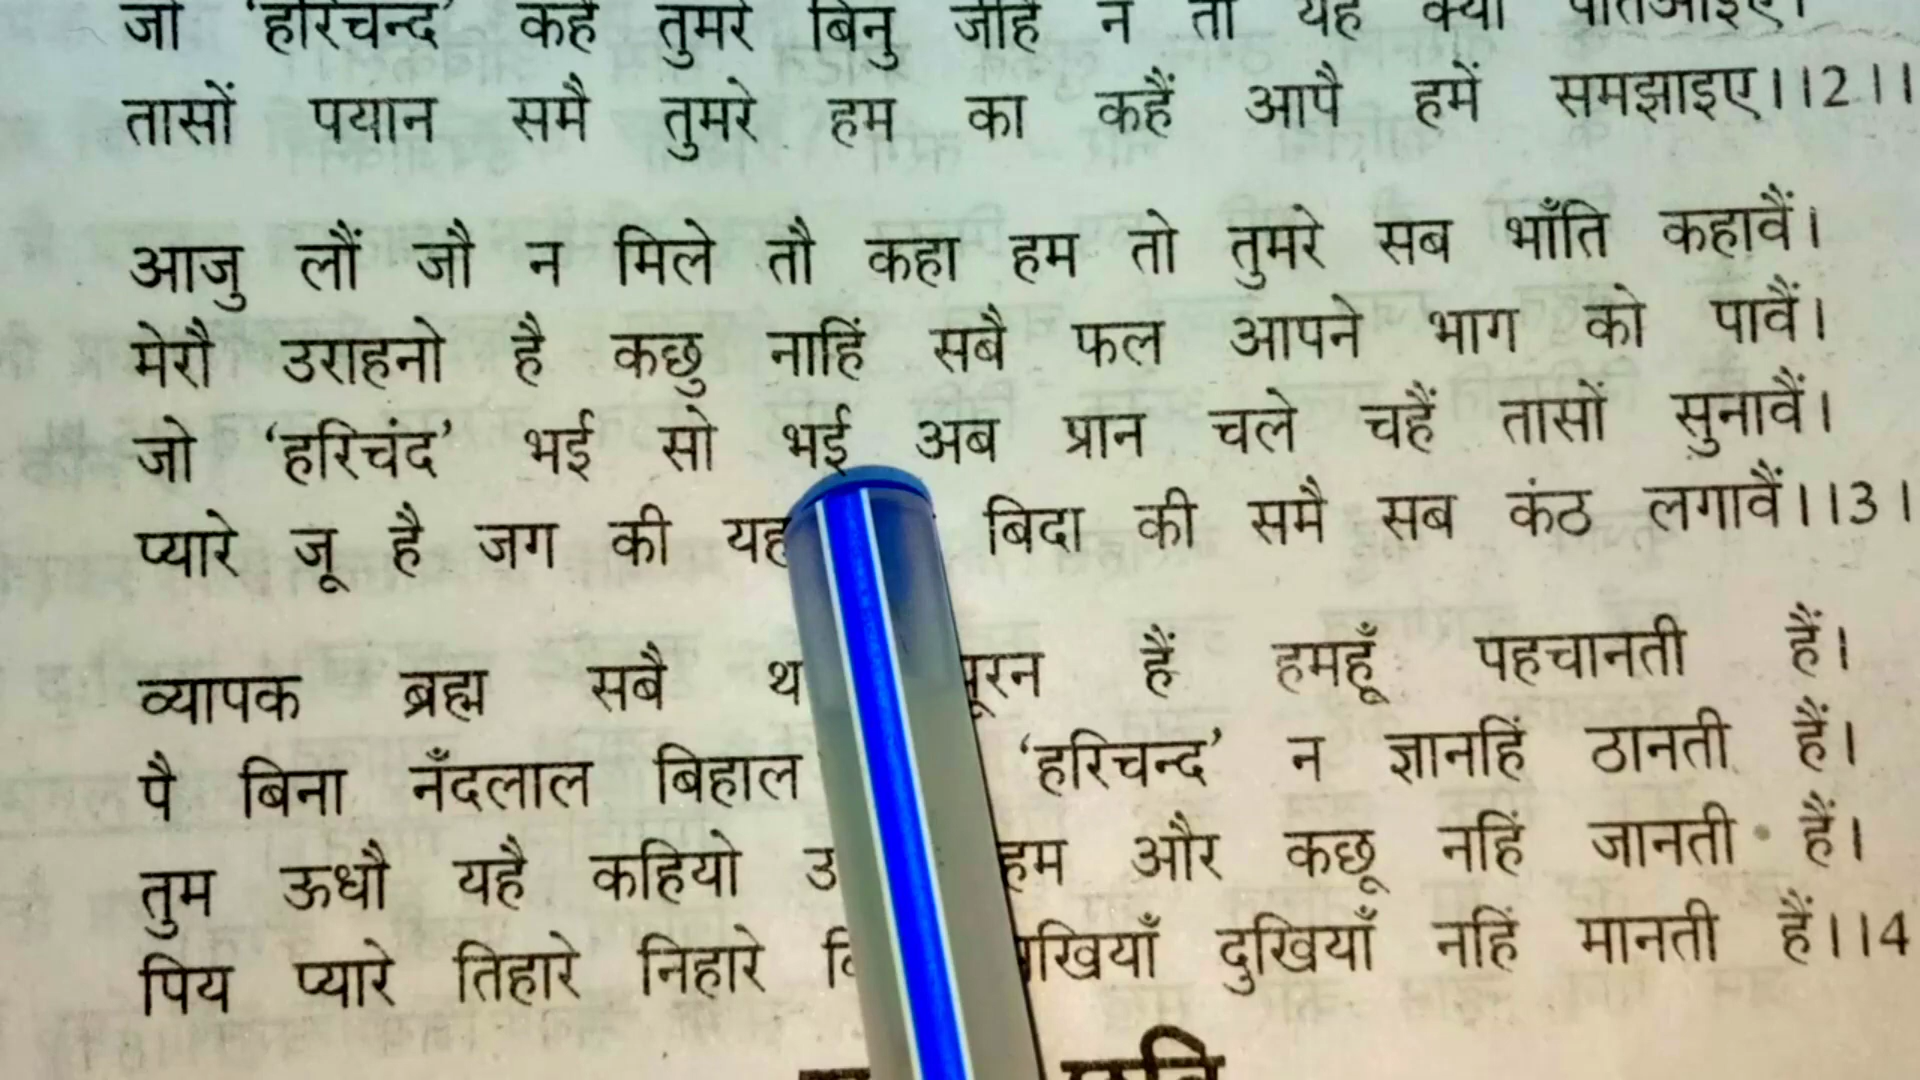 जो 'हरिचन्द' कहै तुमरे बिनु जीहै न तो यह क्यों पतिआइए।
तासों पयान समै तुमरे हम का कहैं आपै हमें समझाइए।।2।।
आजु लौं जौ न मिले तौ कहा हम तो तुमरे सब भाँति कहावैं।
मेरौ उराहनो है कछु नाहिं सबै फल आपने भाग को पावैं।
जो 'हरिचंद' भई सो भई अब प्रान चले चहैं तासों सुनावैं।
प्यारे जू है जग की यह बिदा की समै सब कंठ लगावैं।।3।
व्यापक ब्रह्म सबै पूरन हैं हमहूँ पहचानती हैं।
पै बिना नँदलाल बिहाल 'हरिचन्द' न ज्ञानहिं ठानती हैं।
तुम ऊधौ यहै कहियो हम और कछू नहिं जानती हैं।
पिय प्यारे तिहारे निहारे दुखियाँ नहिं मानती हैं।।4